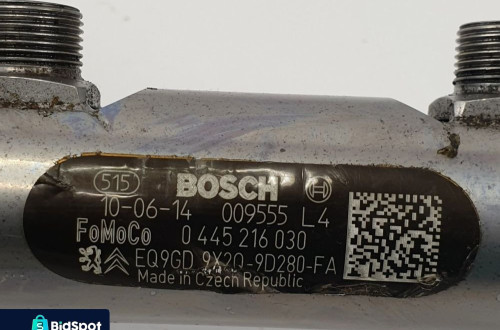 515 BOSCH
10-06-14 009555 L4
FoMoCo 0 445 216 030
EQ9GD 9X2Q-9D280-FA
Made in Czech Republic
BidSpot